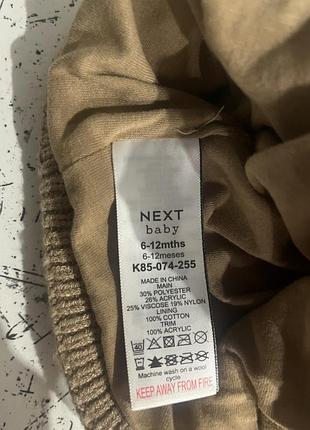 NEXT
baby
6-12mths
6-12meses
K85-074-255
MADE IN CHINA
MAIN
30% POLYESTER
26% ACRYLIC
25% VISCOSE 19% NYLON
LINING
100% COTTON
TRIM
100% ACRYLIC
40
Machine wash on a wool
cycle
KEEP AWAY FROM FIRE